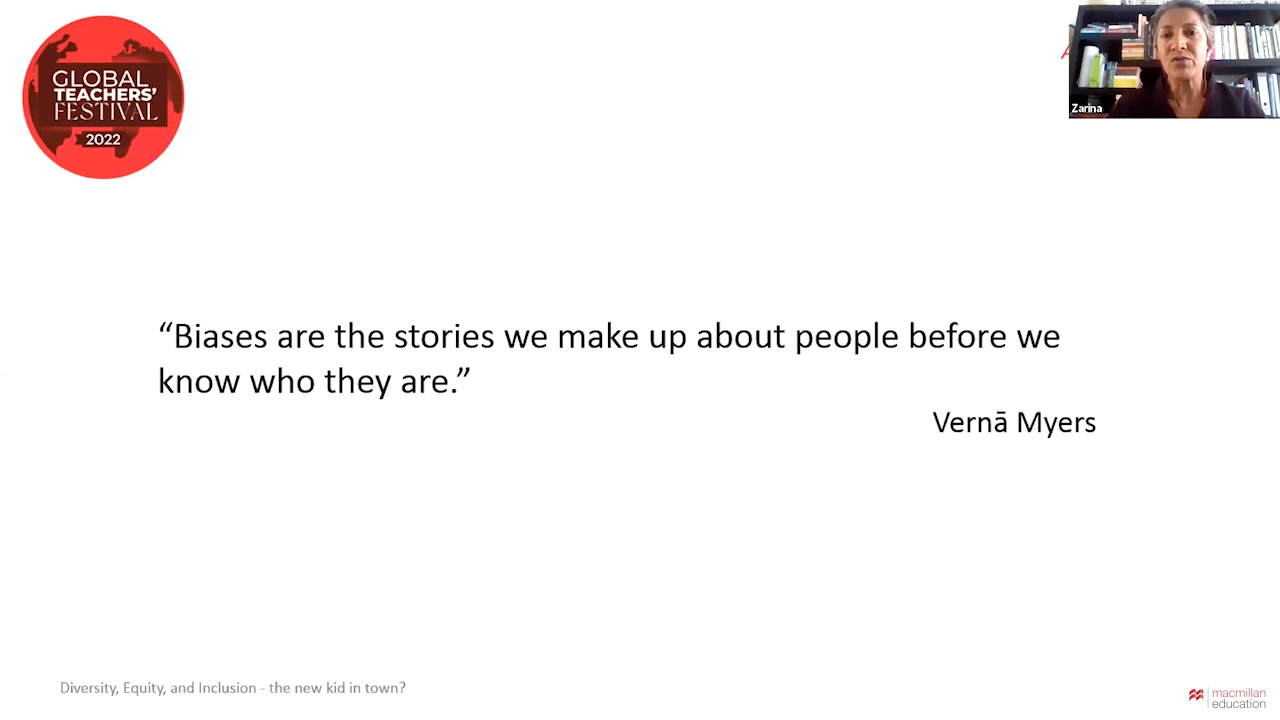 GLOBAL
TEACHERS'
FESTIVAL
2022
Zarina
“Biases are the stories we make up about people before we
know who they are.”
Vernā Myers
Diversity, Equity, and Inclusion - the new kid in town?
macmillan
education